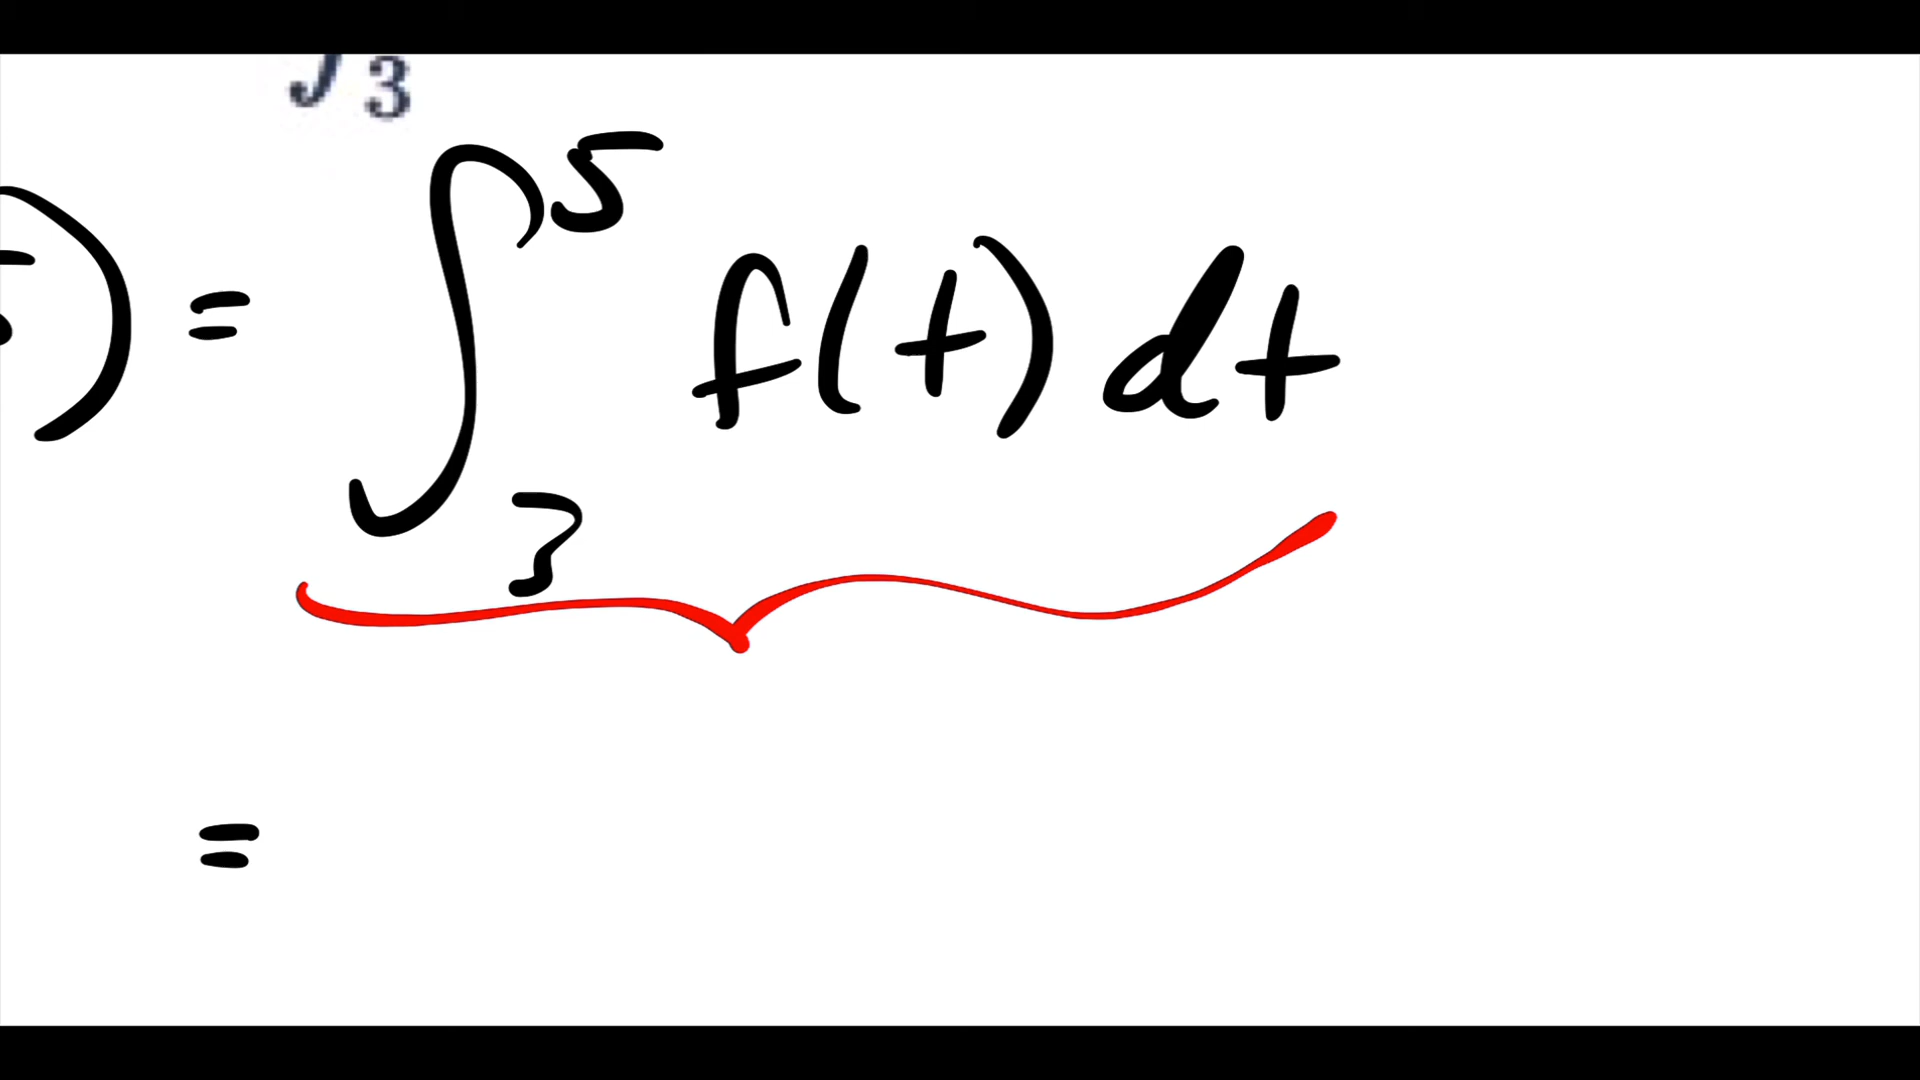 ∫₃
) = ∫₃⁵ f(t) dt
=